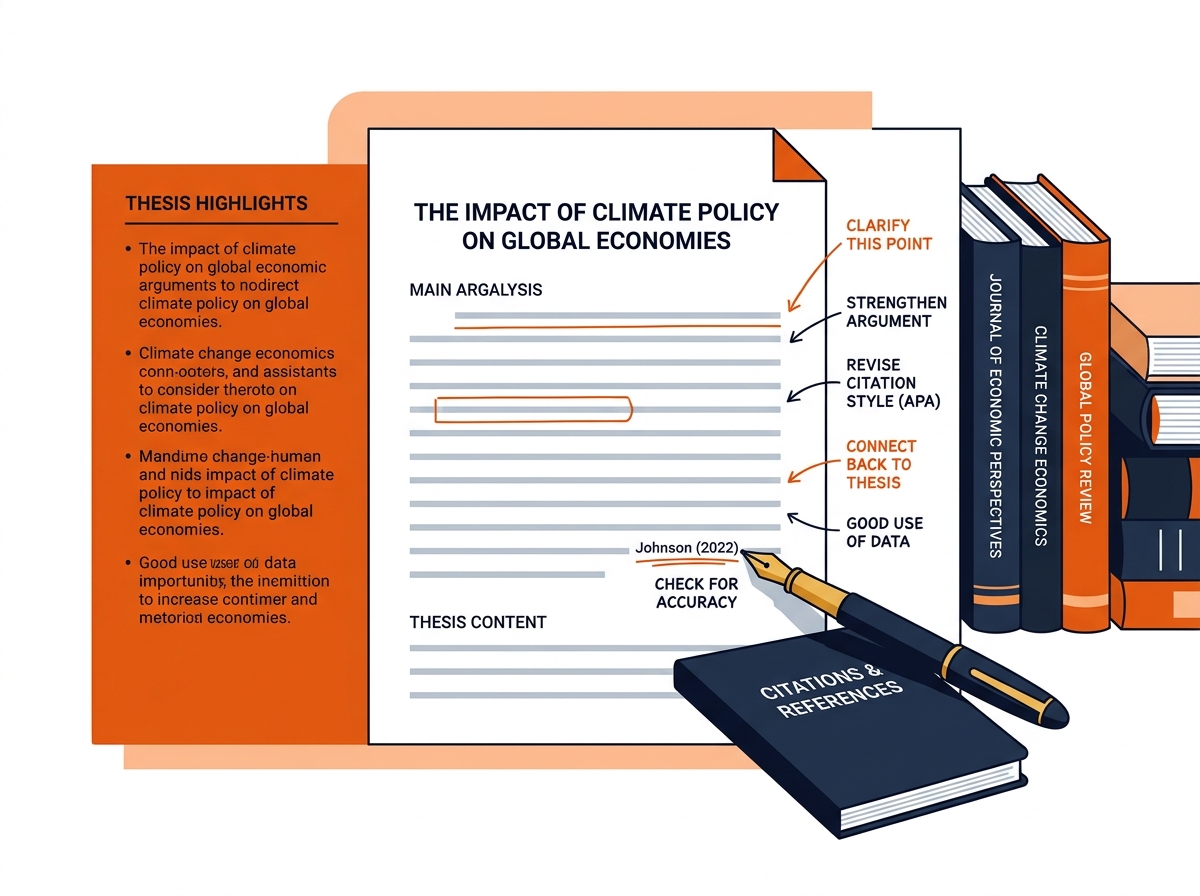 THESIS HIGHLIGHTS
• The impact of climate
policy on global economic
arguments to nodirect
climate policy on global
economies.
• Climate change economics
conn-ooters, and assistants
to consider theroto on
climate policy on global
economies.
• Mandume change-human
and nids impact of climate
policy to impact of
climate policy on global
economies.
• Good use data
the
to increase contimer and
economies.
THE IMPACT OF CLIMATE POLICY
ON GLOBAL ECONOMIES
MAIN ARGALYSIS
Johnson (2022)
CHECK FOR
ACCURACY
THESIS CONTENT
CLARIFY
THIS POINT
STRENGTHEN
ARGUMENT
REVISE
CITATION
STYLE (APA)
CONNECT
BACK TO
THESIS
GOOD USE
OF DATA
CITATIONS &
REFERENCES
JOURNAL OF ECONOMIC PERSPECTIVES
CLIMATE CHANGE ECONOMICS
GLOBAL POLICY REVIEW